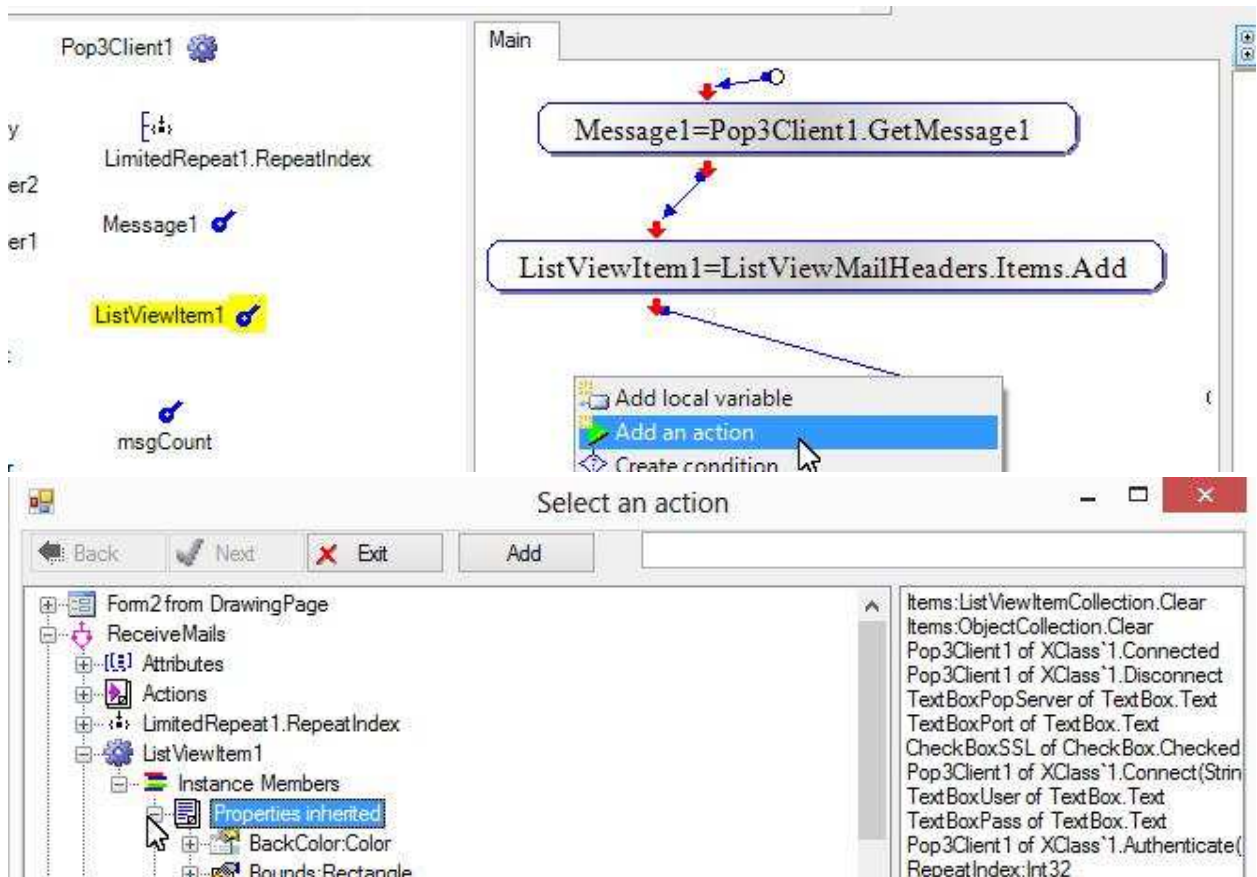 Pop3Client1
Main
Message1=Pop3Client1.GetMessage1
y
LimitedRepeat1.RepeatIndex
er2
Message1
er1
ListViewItem1=ListViewMailHeaders.Items.Add
ListViewItem1
Add local variable
Add an action
msgCount
Create condition
Select an action
Back Next Exit Add
Form2 from DrawingPage
ReceiveMails
Attributes
Actions
LimitedRepeat1.RepeatIndex
ListViewItem1
Instance Members
Properties inherited
BackColor:Color
Bounds:Rectangle
Items:ListViewItemCollection.Clear
Items:ObjectCollection.Clear
Pop3Client1 of XClass`1.Connected
Pop3Client1 of XClass`1.Disconnect
TextBoxPopServer of TextBox.Text
TextBoxPort of TextBox.Text
CheckBoxSSL of CheckBox.Checked
Pop3Client1 of XClass`1.Connect(Strin
TextBoxUser of TextBox.Text
TextBoxPass of TextBox.Text
Pop3Client1 of XClass`1.Authenticate(
RepeatIndex:Int32